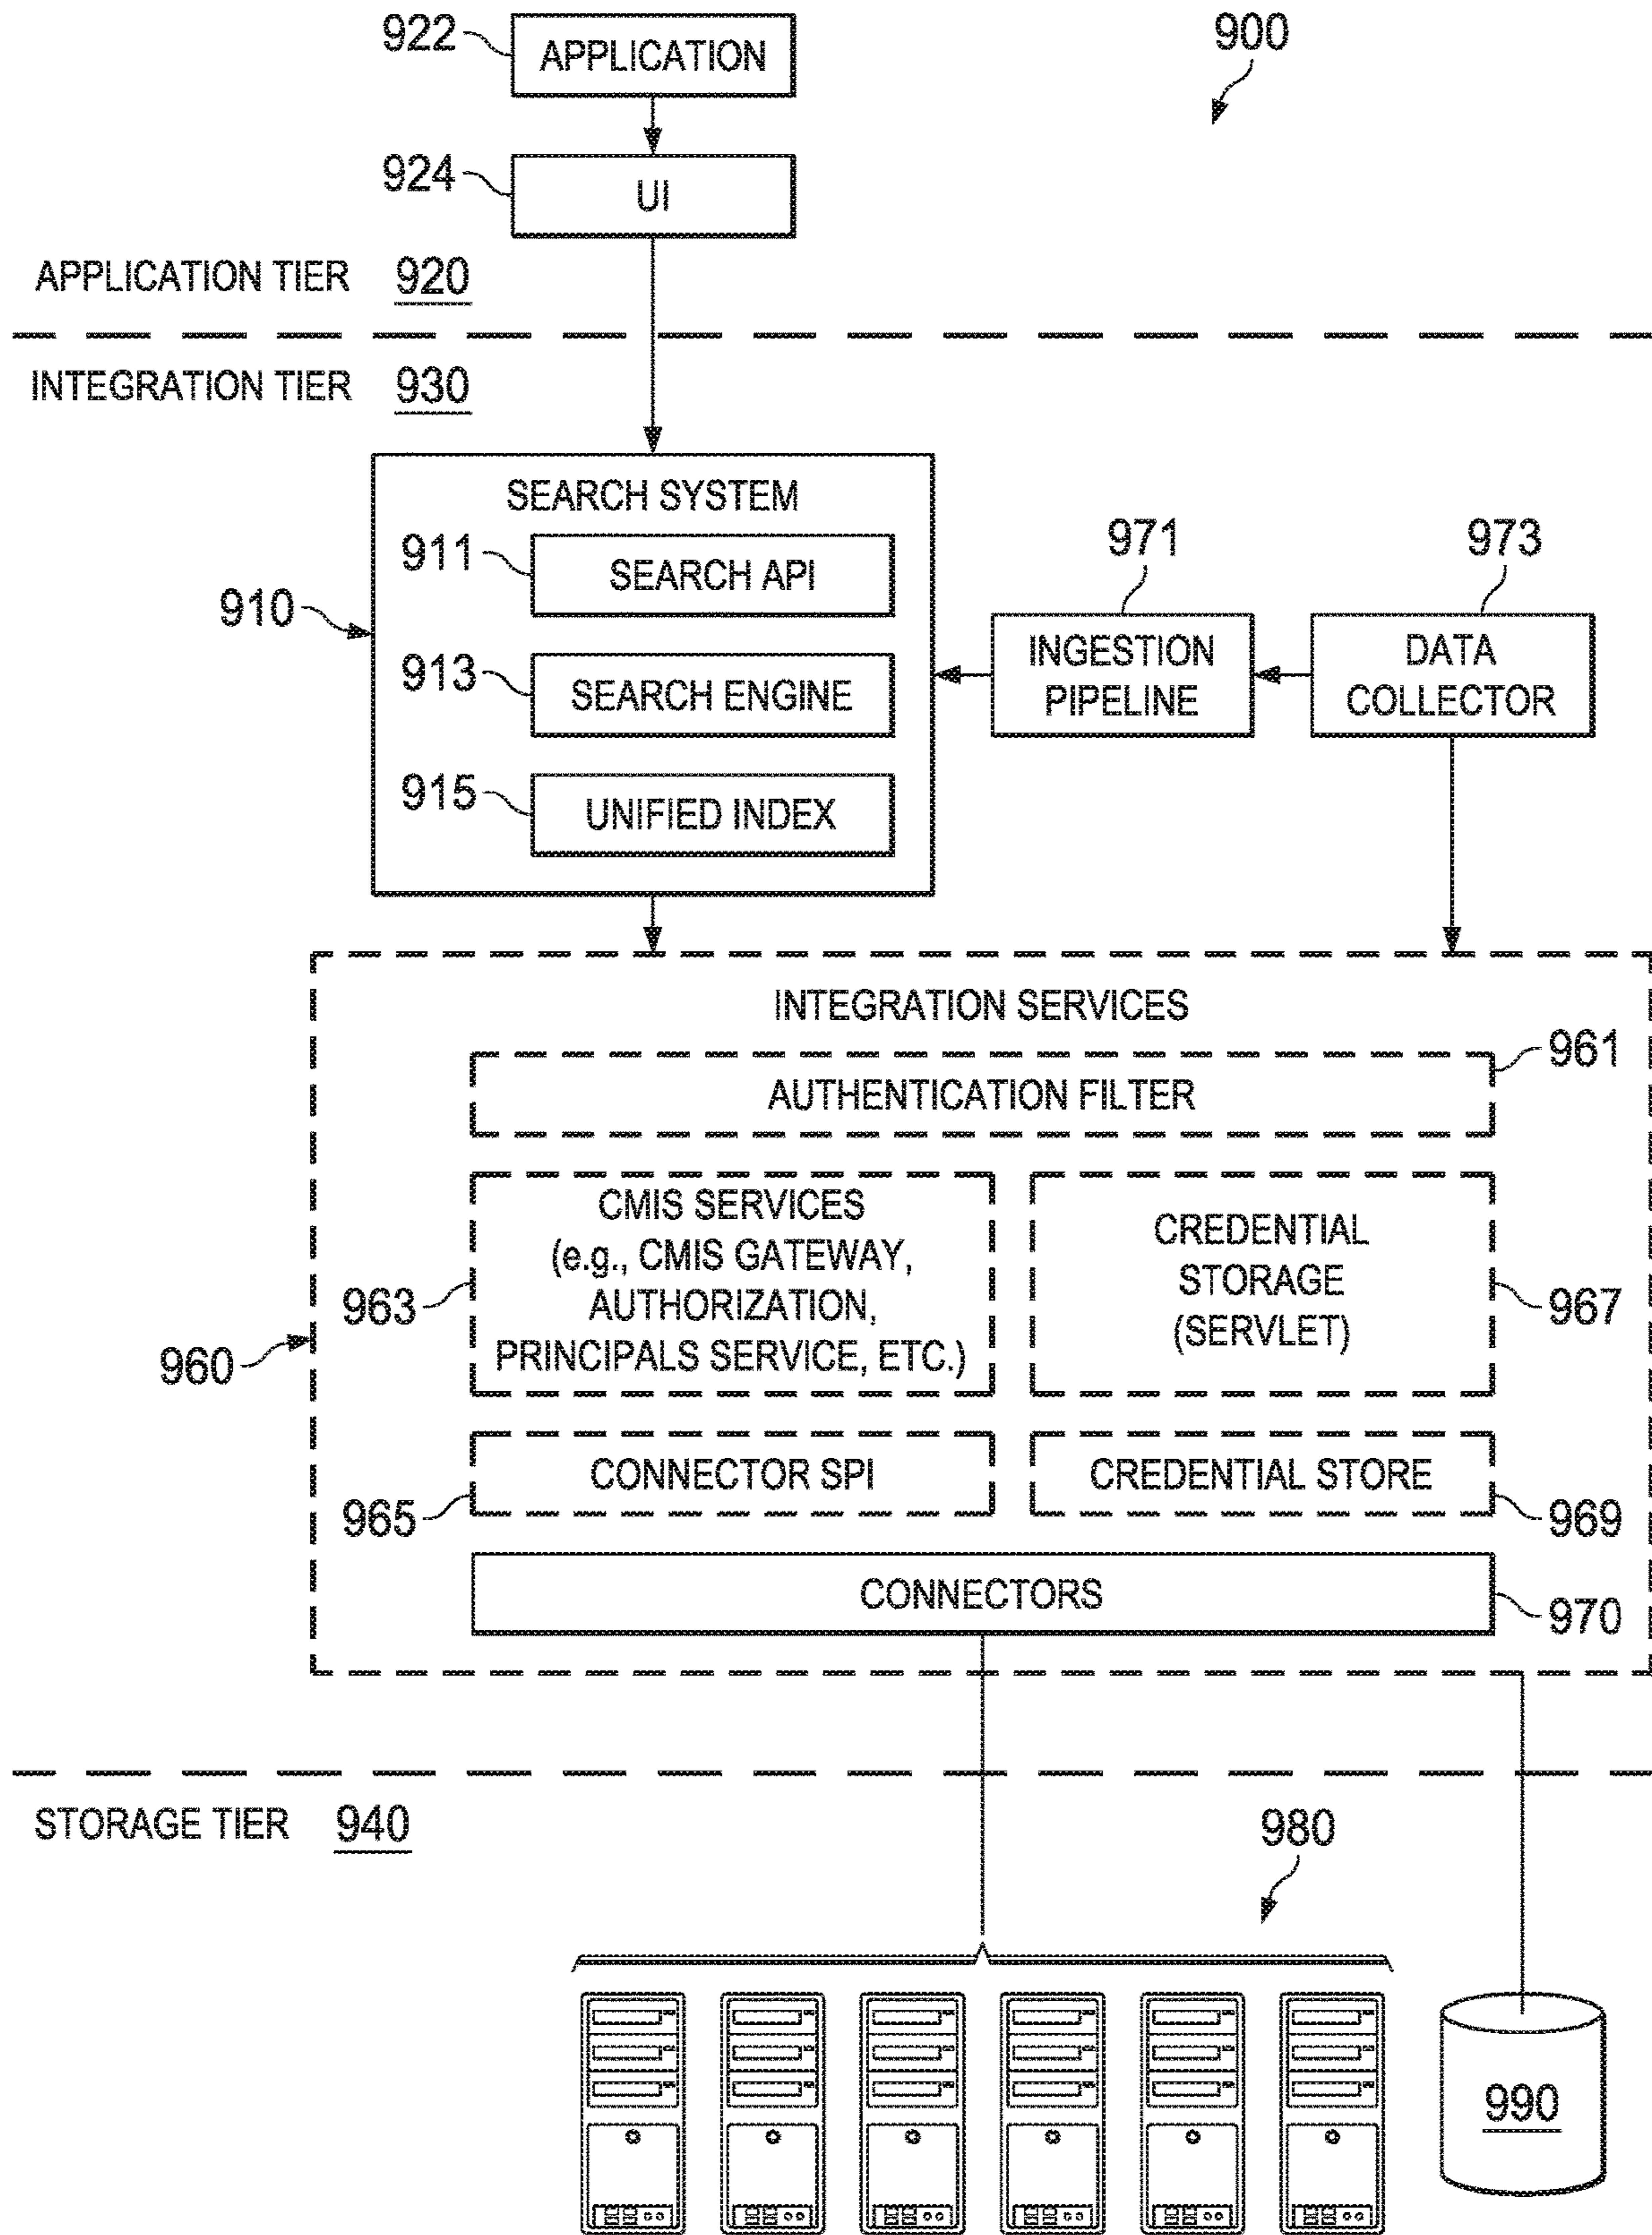 922
APPLICATION
900
924
UI
APPLICATION TIER 920
INTEGRATION TIER 930
SEARCH SYSTEM
911
SEARCH API
910
913
SEARCH ENGINE
915
UNIFIED INDEX
971
INGESTION
PIPELINE
973
DATA
COLLECTOR
INTEGRATION SERVICES
961
AUTHENTICATION FILTER
CMIS SERVICES
(e.g., CMIS GATEWAY,
AUTHORIZATION,
PRINCIPALS SERVICE, ETC.)
963
960
CREDENTIAL
STORAGE
(SERVLET)
967
CONNECTOR SPI
965
CREDENTIAL STORE
969
CONNECTORS
970
STORAGE TIER 940
980
990